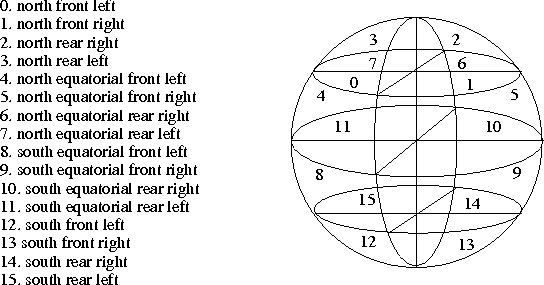 0. north front left
1. north front right
2. north rear right
3. north rear left
4. north equatorial front left
5. north equatorial front right
6. north equatorial rear right
7. north equatorial rear left
8. south equatorial front left
9. south equatorial front right
10. south equatorial rear right
11. south equatorial rear left
12. south front left
13 south front right
14. south rear right
15. south rear left
3 2
7 6
0 1
4 5
11 10
8 9
15 14
12 13